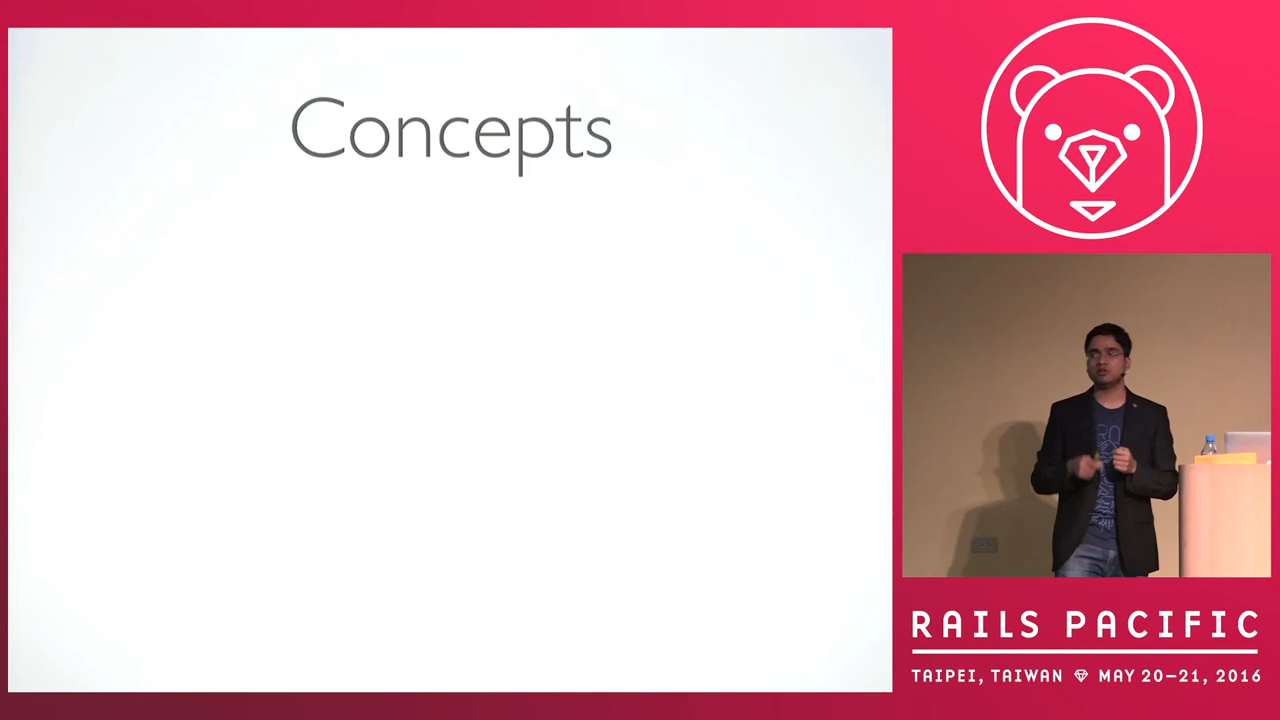 Concepts
RAILS PACIFIC
TAIPEI, TAIWAN MAY 20–21, 2016